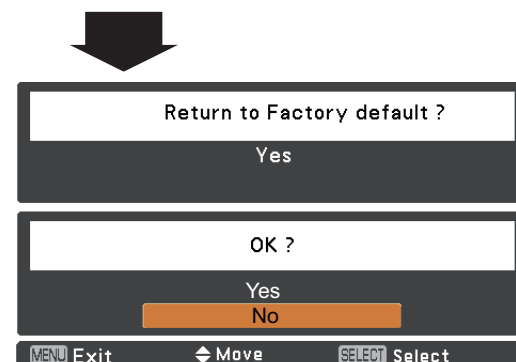 Return to Factory default ?
Yes
OK ?
Yes
No
MENU Exit Move SELECT Select